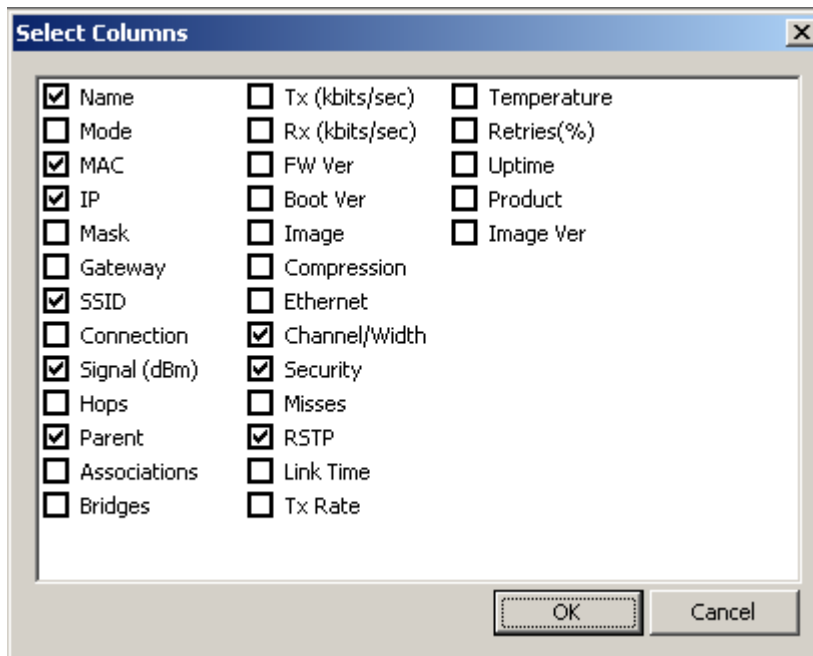 Select Columns
Name
Mode
MAC
IP
Mask
Gateway
SSID
Connection
Signal (dBm)
Hops
Parent
Associations
Bridges
Tx (kbits/sec)
Rx (kbits/sec)
FW Ver
Boot Ver
Image
Compression
Ethernet
Channel/Width
Security
Misses
RSTP
Link Time
Tx Rate
Temperature
Retries(%)
Uptime
Product
Image Ver
OK
Cancel